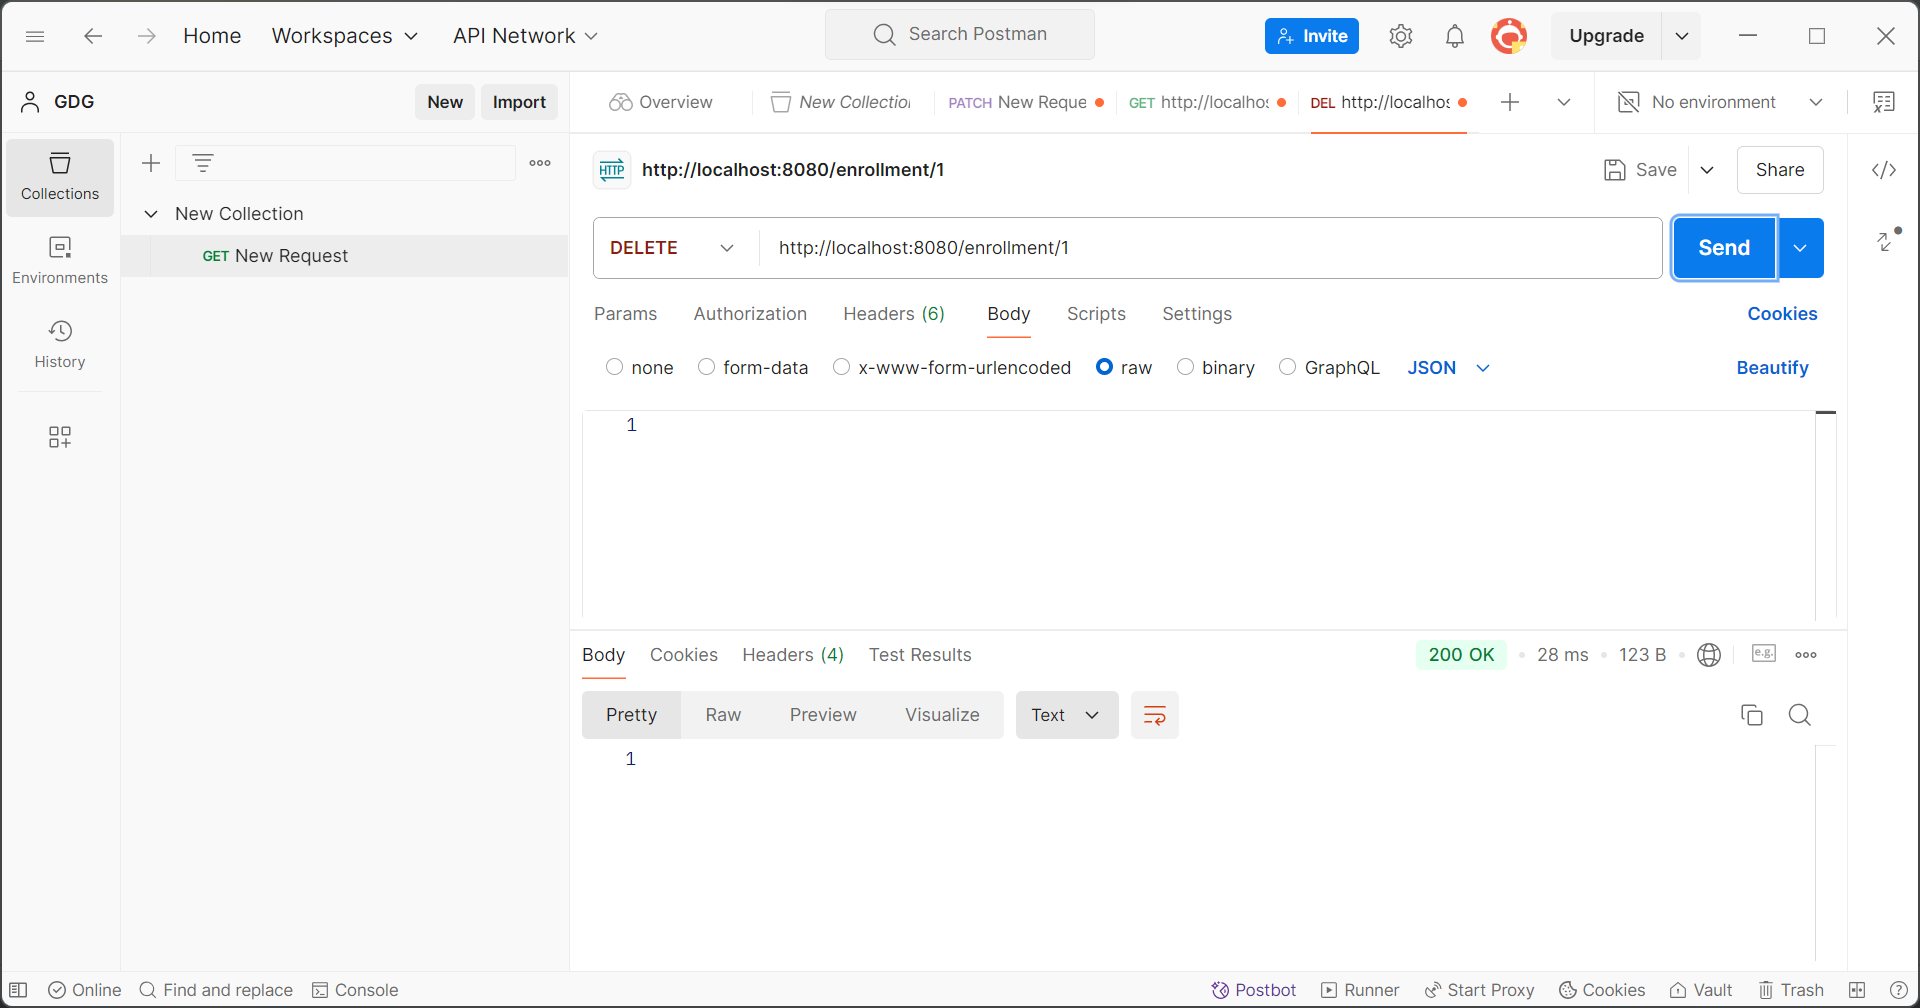 Home Workspaces API Network Search Postman Invite Upgrade
GDG New Import Overview New Collectio PATCH New Reque GET http://localhos DEL http://localhos No environment
Collections
Environments
History
New Collection
GET New Request
HTTP http://localhost:8080/enrollment/1 Save Share
DELETE http://localhost:8080/enrollment/1 Send
Params Authorization Headers (6) Body Scripts Settings Cookies
none form-data x-www-form-urlencoded raw binary GraphQL JSON Beautify
1
Body Cookies Headers (4) Test Results 200 OK 28 ms 123 B e.g.
Pretty Raw Preview Visualize Text
1
Online Find and replace Console Postbot Runner Start Proxy Cookies Vault Trash